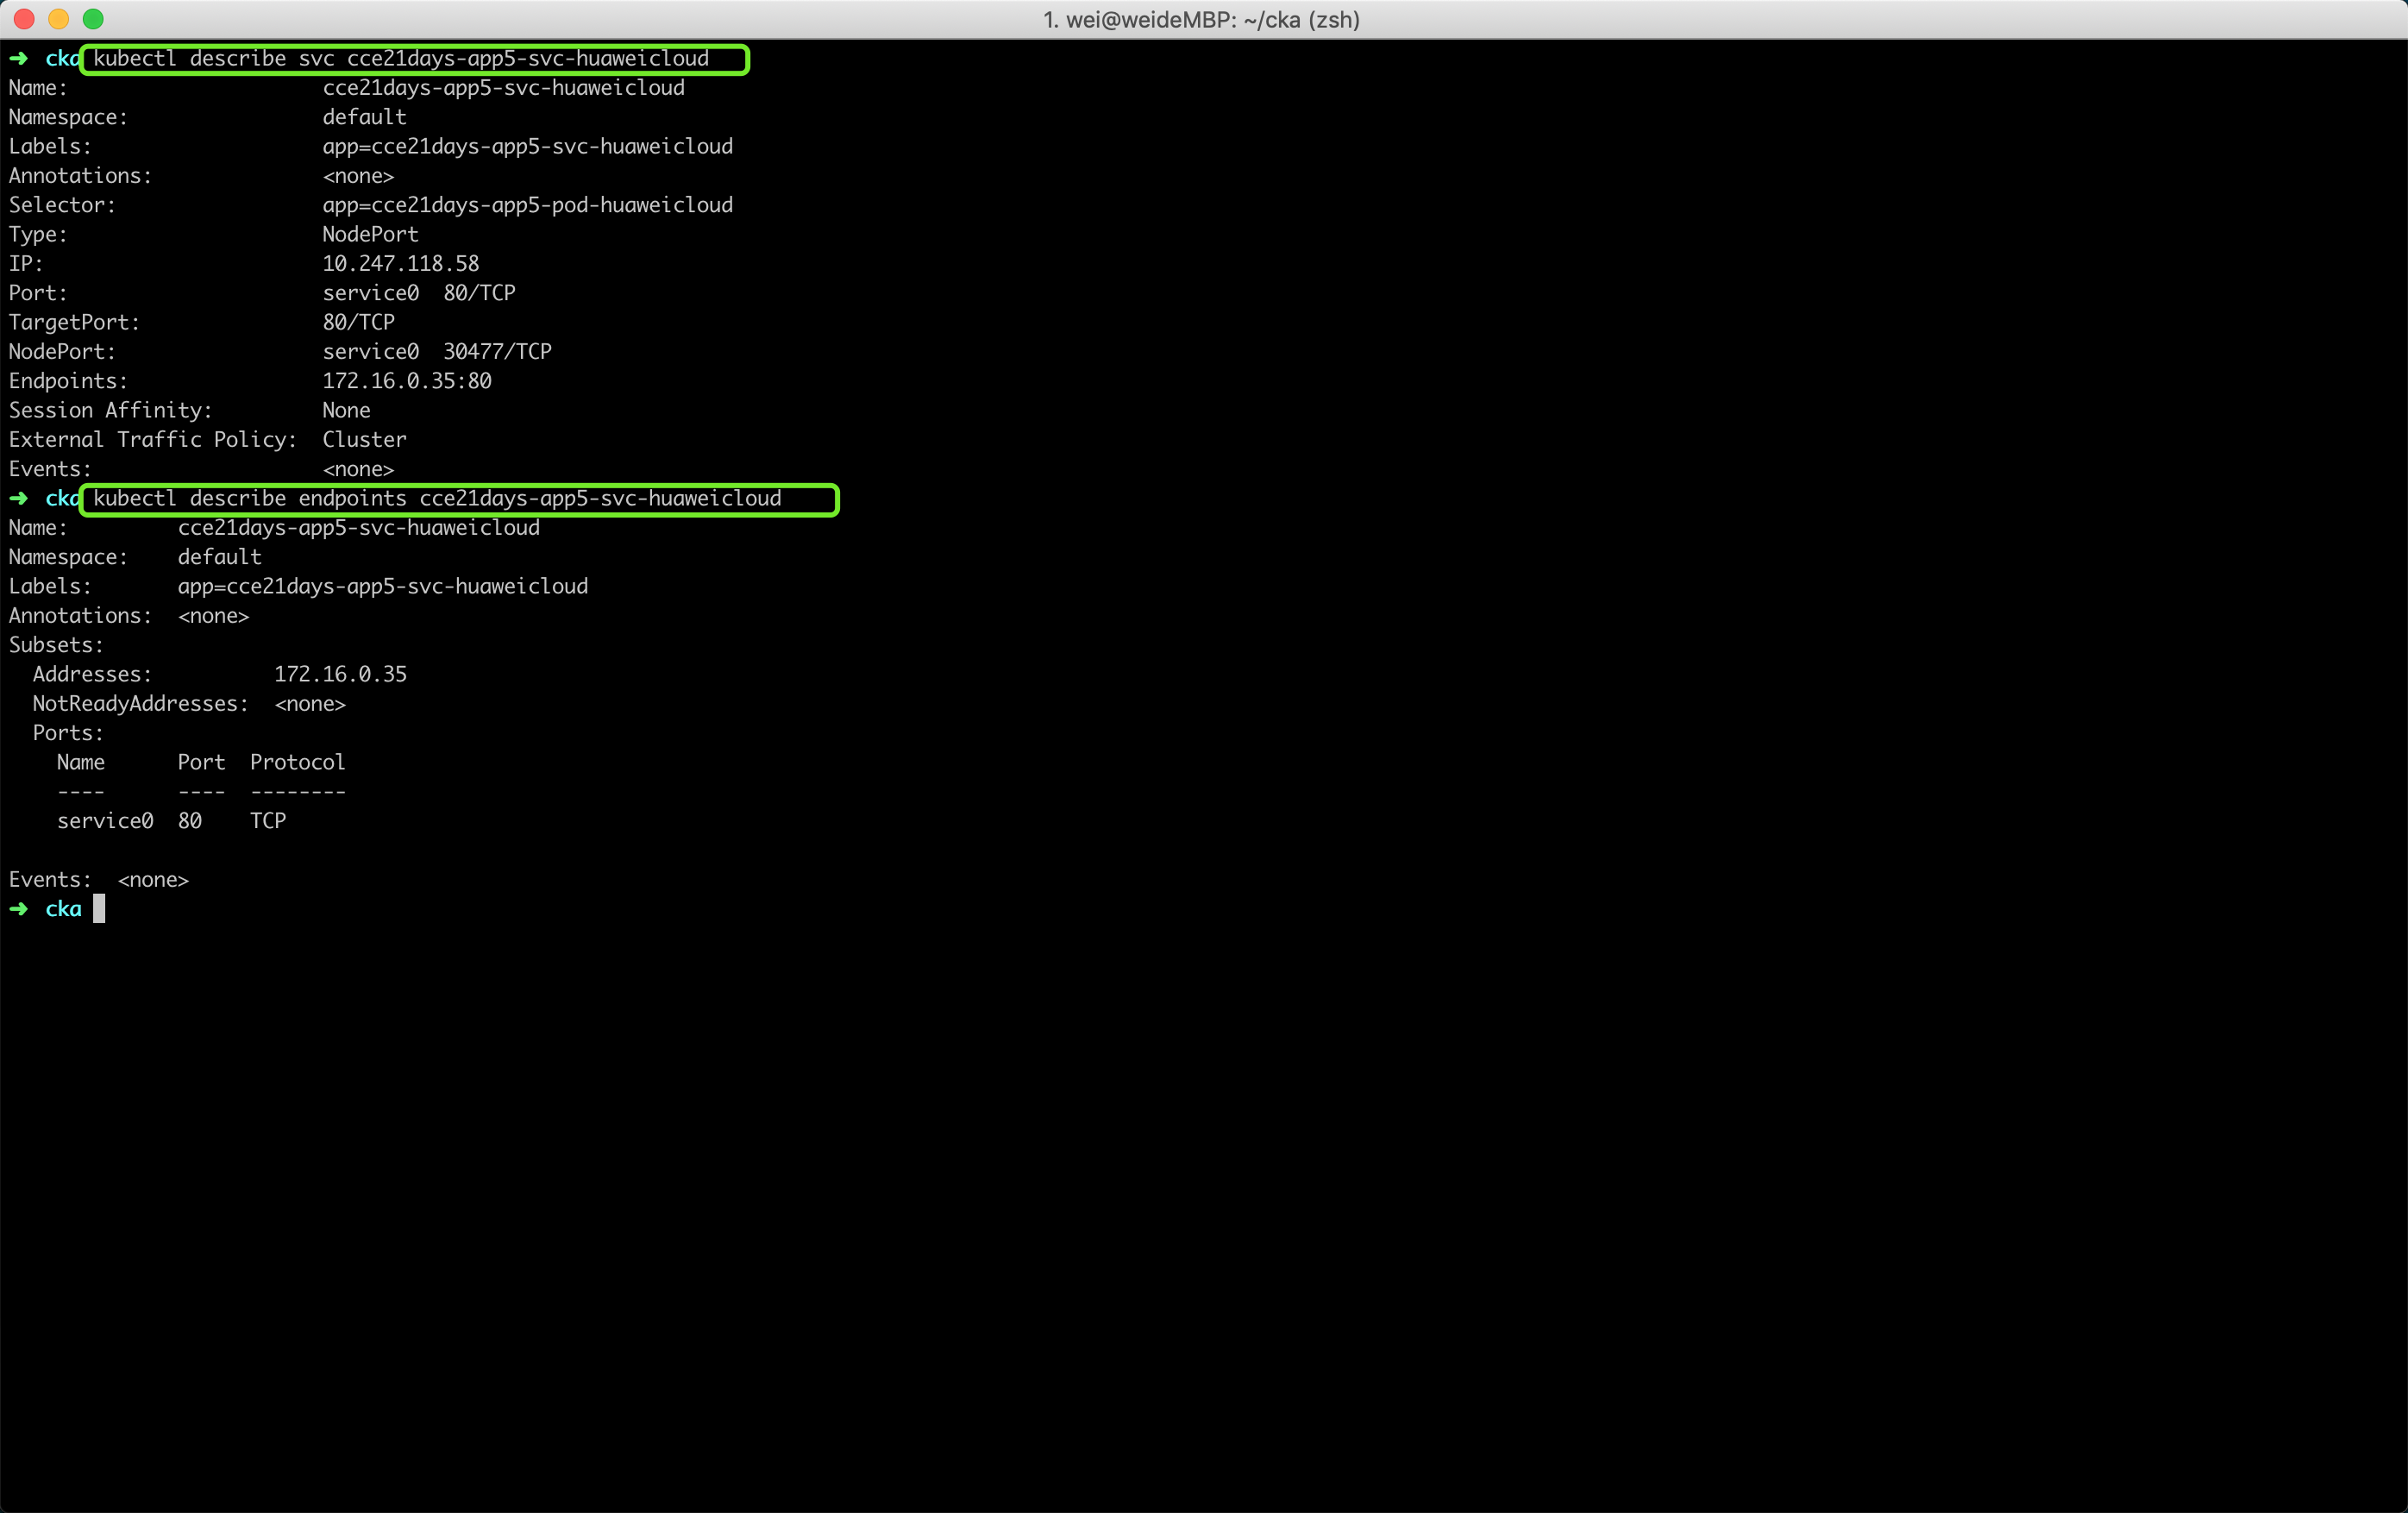 1. wei@weideMBP: ~/cka (zsh)
➜  cka kubectl describe svc cce21days-app5-svc-huaweicloud
Name:                     cce21days-app5-svc-huaweicloud
Namespace:                default
Labels:                   app=cce21days-app5-svc-huaweicloud
Annotations:              <none>
Selector:                 app=cce21days-app5-pod-huaweicloud
Type:                     NodePort
IP:                       10.247.118.58
Port:                     service0  80/TCP
TargetPort:               80/TCP
NodePort:                 service0  30477/TCP
Endpoints:                172.16.0.35:80
Session Affinity:         None
External Traffic Policy:  Cluster
Events:                   <none>
➜  cka kubectl describe endpoints cce21days-app5-svc-huaweicloud
Name:         cce21days-app5-svc-huaweicloud
Namespace:    default
Labels:       app=cce21days-app5-svc-huaweicloud
Annotations:  <none>
Subsets:
  Addresses:          172.16.0.35
  NotReadyAddresses:  <none>
  Ports:
    Name      Port  Protocol
    ----      ----  --------
    service0  80    TCP

Events:  <none>
➜  cka